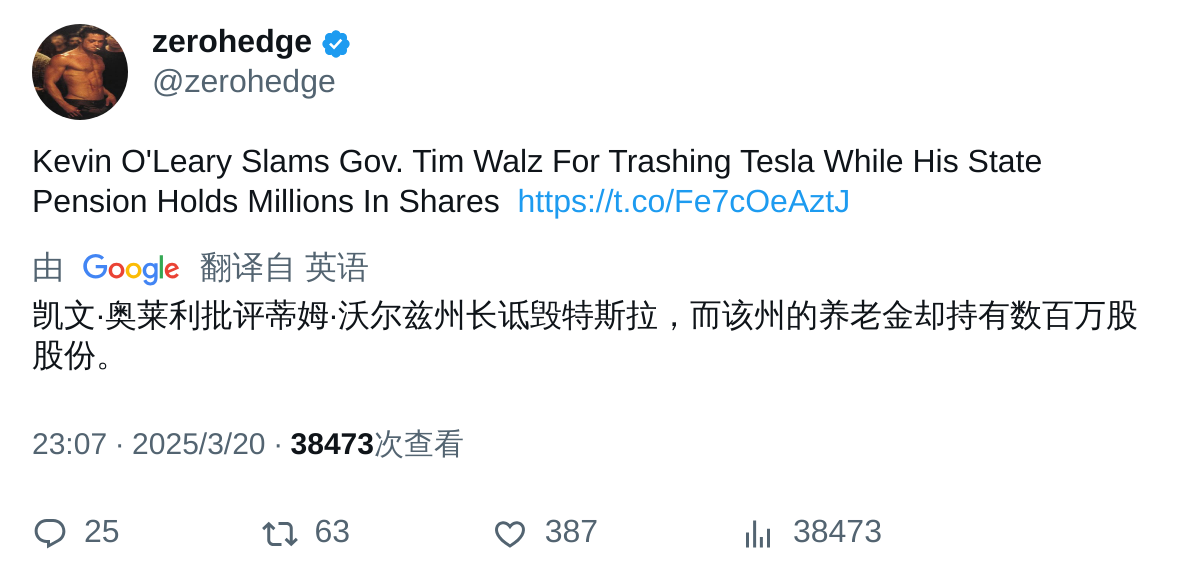 zerohedge
@zerohedge
Kevin O'Leary Slams Gov. Tim Walz For Trashing Tesla While His State
Pension Holds Millions In Shares https://t.co/Fe7cOeAztJ
由 Google 翻译自 英语
凯文·奥莱利批评蒂姆·沃尔兹州长诋毁特斯拉，而该州的养老金却持有数百万股
股份。
23:07 · 2025/3/20 · 38473次查看
25 63 387 38473